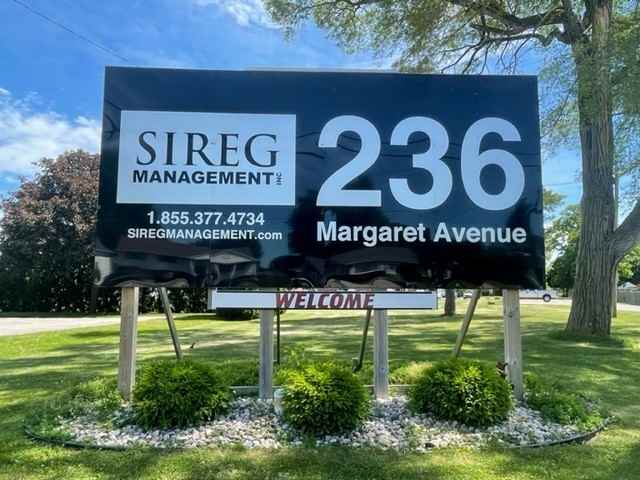 SIREG
MANAGEMENT INC
1.855.377.4734
SIREGMANAGEMENT.com
236
Margaret Avenue
WELCOME